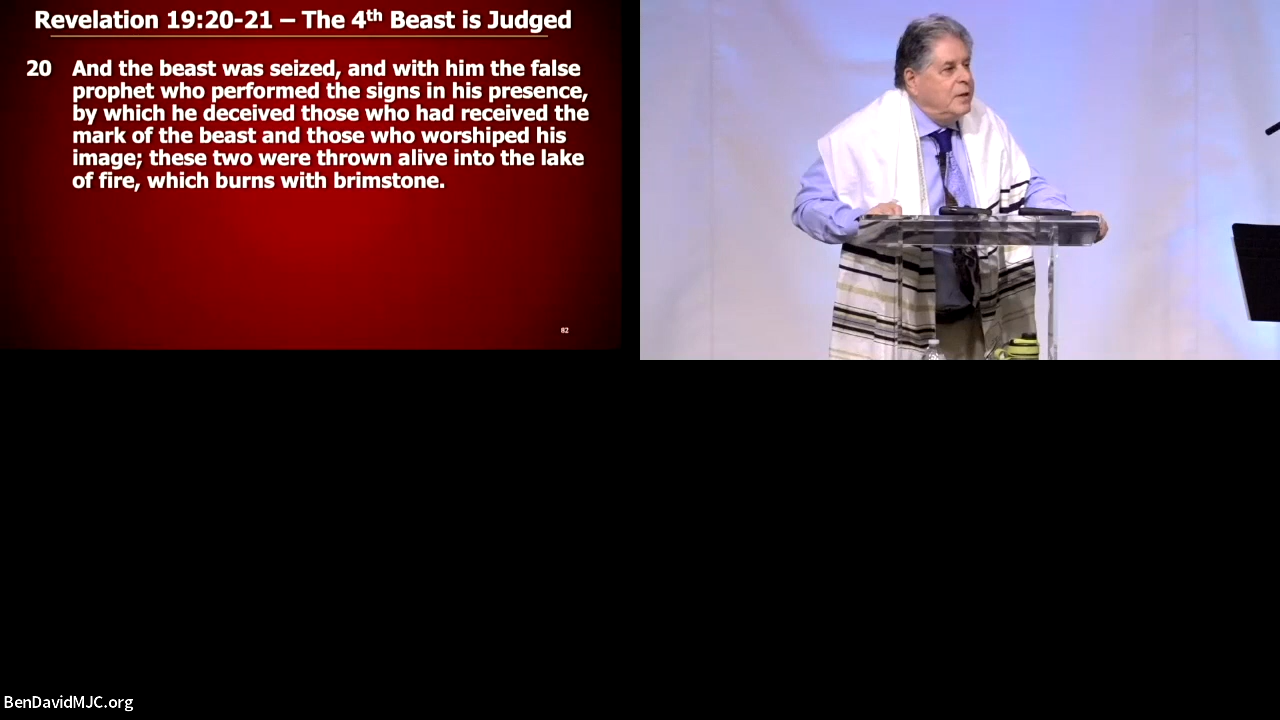 Revelation 19:20-21 – The 4th Beast is Judged
20 And the beast was seized, and with him the false
prophet who performed the signs in his presence,
by which he deceived those who had received the
mark of the beast and those who worshiped his
image; these two were thrown alive into the lake
of fire, which burns with brimstone.
82
BenDavidMJC.org